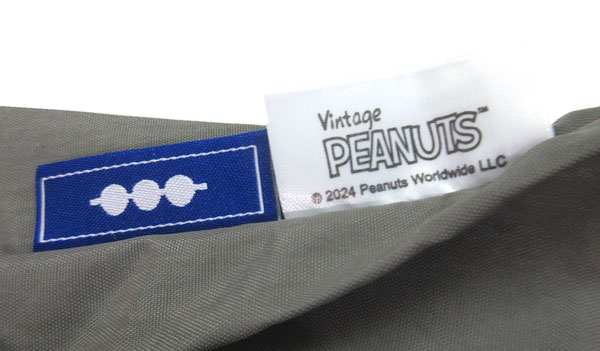 Vintage
PEANUTS™
© 2024 Peanuts Worldwide LLC